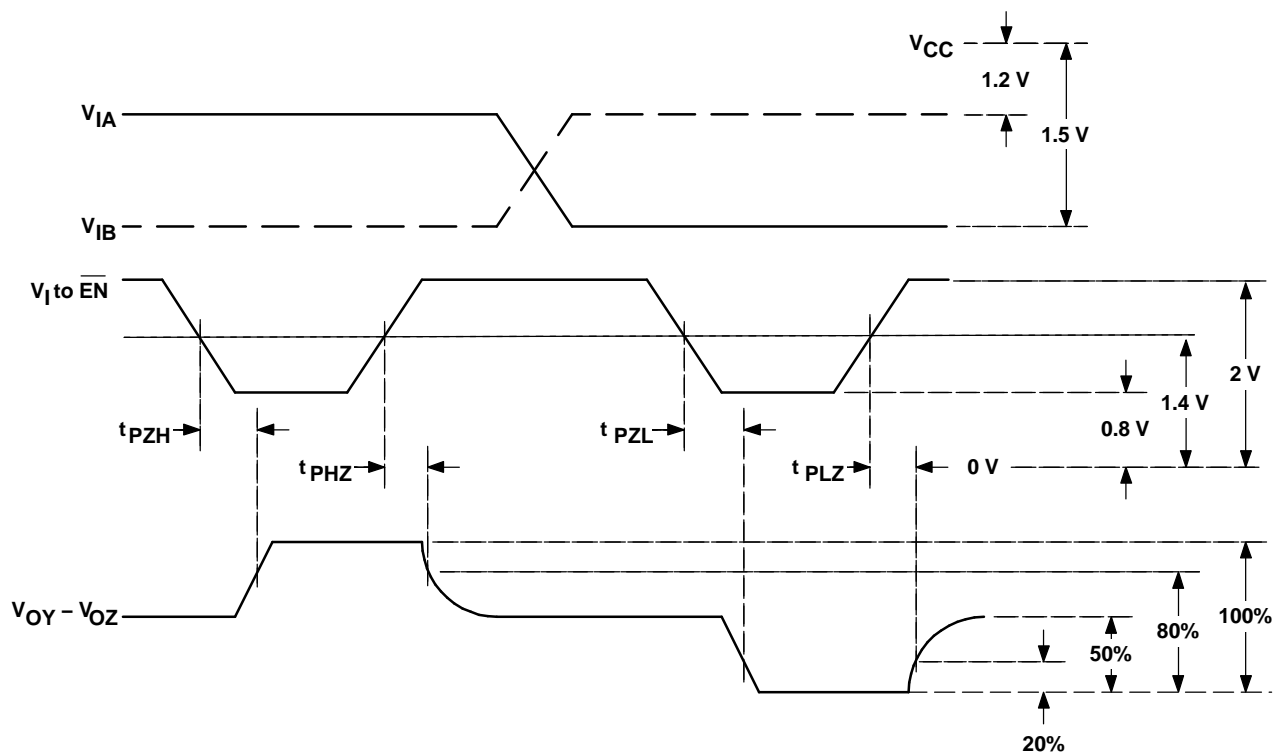 VCC
1.2 V
VIA
1.5 V
VIB
VI to EN
2 V
1.4 V
0.8 V
tPZH
tPZL
tPHZ
tPLZ
0 V
VOY – VOZ
100%
80%
50%
20%